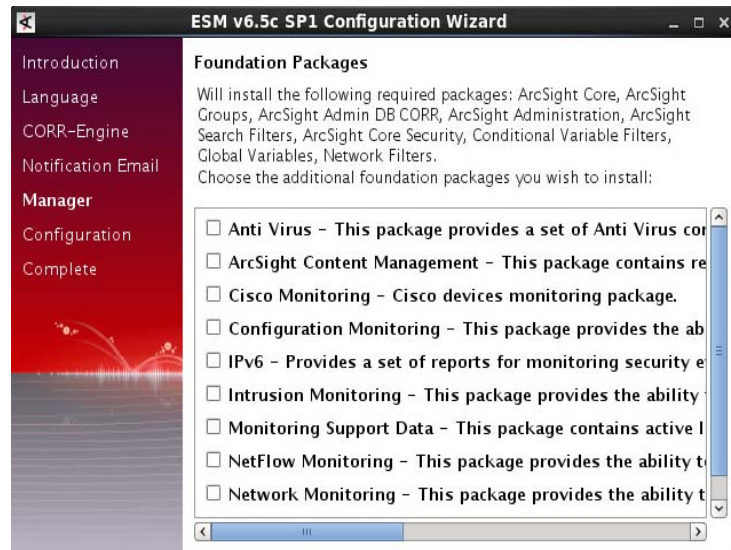 ESM v6.5c SP1 Configuration Wizard
Introduction
Language
CORR-Engine
Notification Email
Manager
Configuration
Complete
Foundation Packages
Will install the following required packages: ArcSight Core, ArcSight
Groups, ArcSight Admin DB CORR, ArcSight Administration, ArcSight
Search Filters, ArcSight Core Security, Conditional Variable Filters,
Global Variables, Network Filters.
Choose the additional foundation packages you wish to install:
Anti Virus – This package provides a set of Anti Virus
ArcSight Content Management – This package contains re
Cisco Monitoring – Cisco devices monitoring package.
Configuration Monitoring – This package provides the ab
IPv6 – Provides a set of reports for monitoring security
Intrusion Monitoring – This package provides the ability
Monitoring Support Data – This package contains active
NetFlow Monitoring – This package provides the ability
Network Monitoring – This package provides the ability t